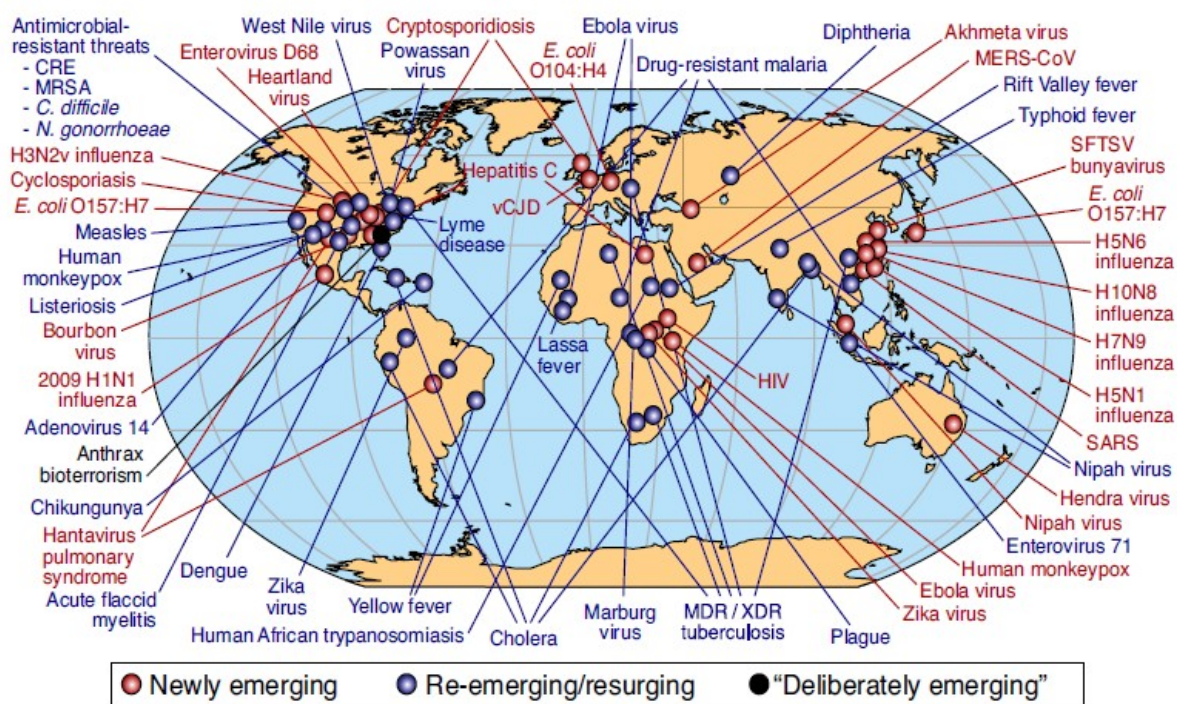 Antimicrobial-
resistant threats
- CRE
- MRSA
- C. difficile
- N. gonorrhoeae
H3N2v influenza
Cyclosporiasis
E. coli O157:H7
Measles
Human
monkeypox
Listeriosis
Bourbon
virus
2009 H1N1
influenza
Adenovirus 14
Anthrax
bioterrorism
Chikungunya
Hantavirus
pulmonary
syndrome
Acute flaccid
myelitis
West Nile virus
Enterovirus D68
Heartland
virus
Cryptosporidiosis
Powassan
virus
E. coli
O104:H4
Ebola virus
Drug-resistant malaria
Diphtheria
Akhmeta virus
MERS-CoV
Rift Valley fever
Typhoid fever
SFTSV
bunyavirus
E. coli
O157:H7
H5N6
influenza
H10N8
influenza
H7N9
influenza
H5N1
influenza
SARS
Nipah virus
Hendra virus
Nipah virus
Enterovirus 71
Human monkeypox
Ebola virus
Zika virus
Hepatitis C
vCJD
Lyme
disease
Lassa
fever
HIV
Dengue
Zika
virus
Yellow fever
Human African trypanosomiasis
Cholera
Marburg
virus
MDR / XDR
tuberculosis
Plague
Newly emerging
Re-emerging/resurging
“Deliberately emerging”